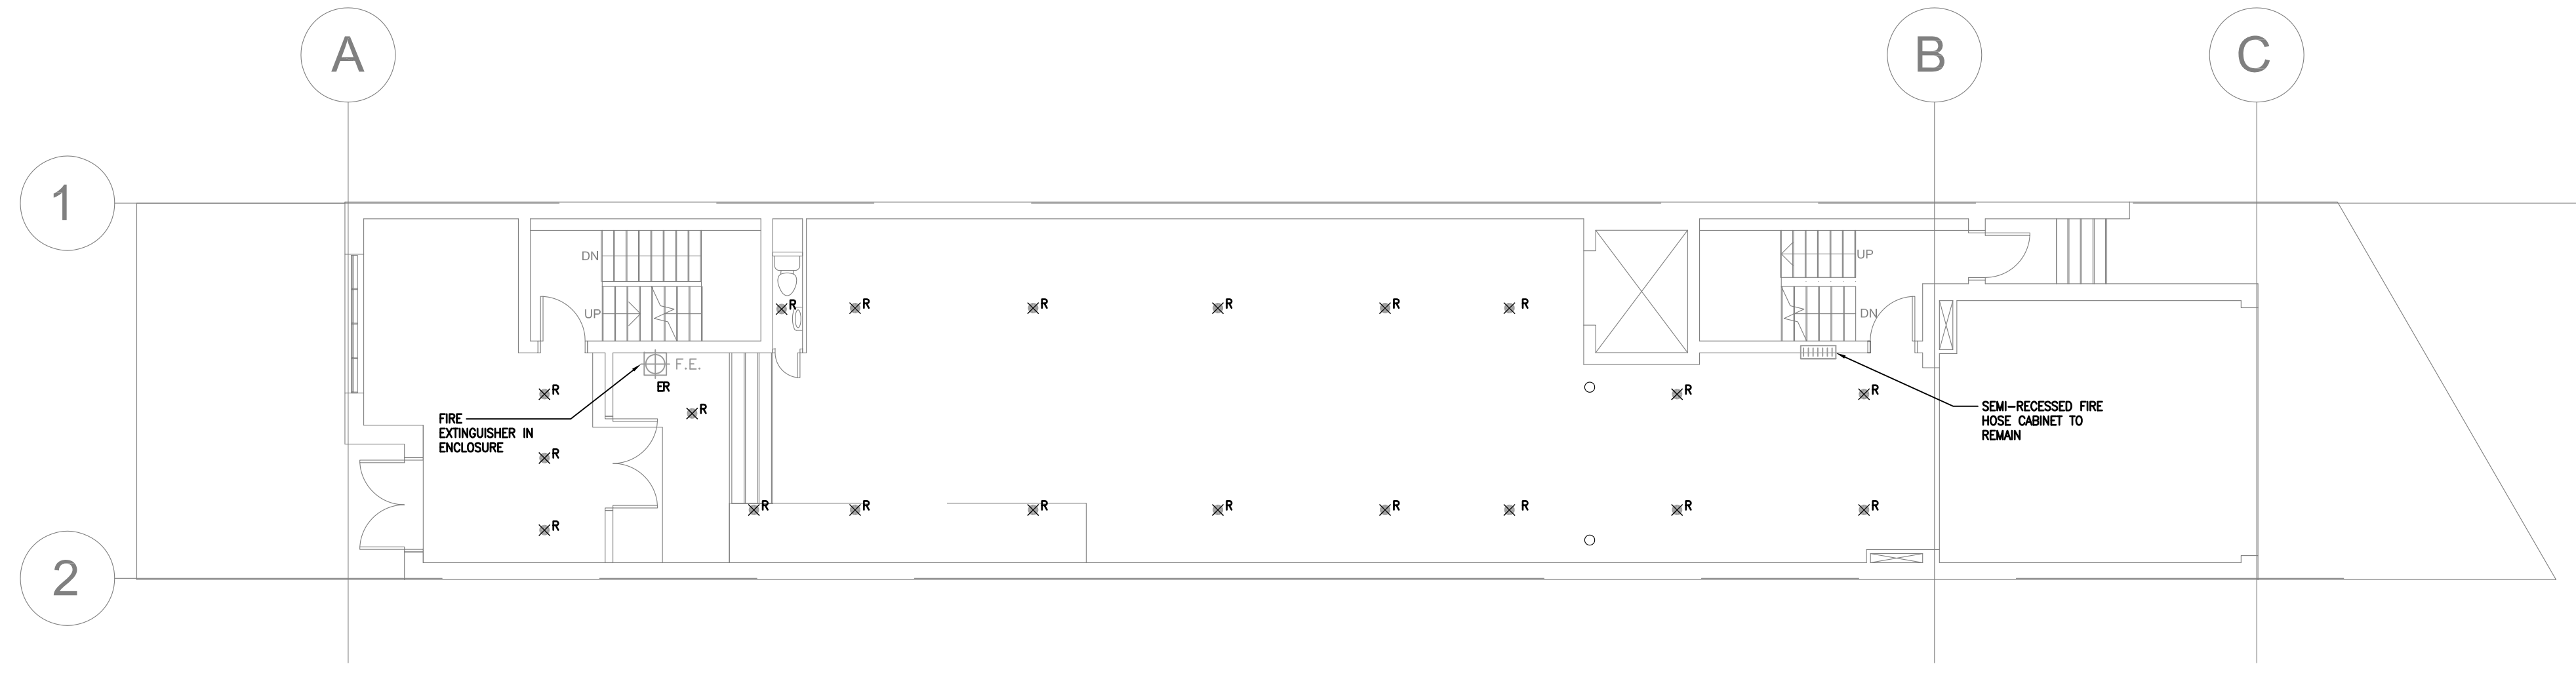 A
B
C
1
DN
UP
UP
DN
R
R
R
R
R
R
F.E.
ER
R
R
R
R
FIRE
EXTINGUISHER IN
ENCLOSURE
SEMI-RECESSED FIRE
HOSE CABINET TO
REMAIN
R
R
R
R
R
R
R
R
R
R
2